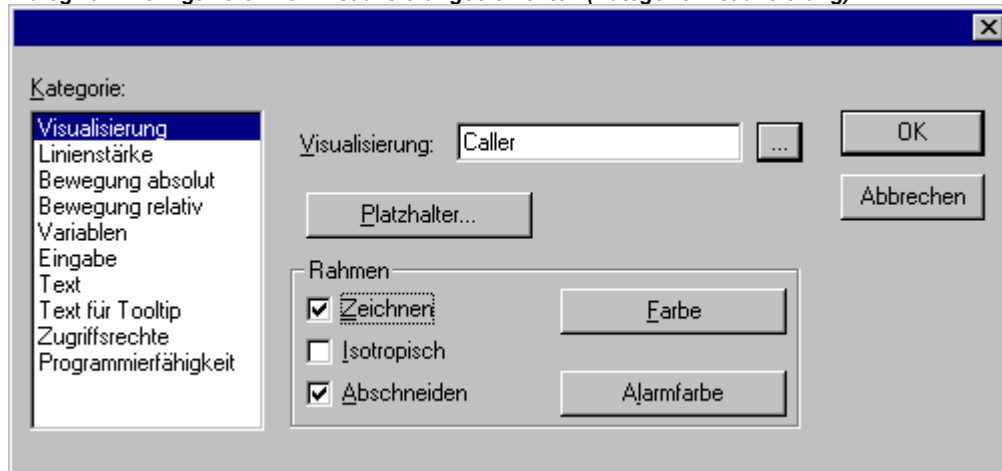 Kategorie:
Visualisierung
Linienstärke
Bewegung absolut
Bewegung relativ
Variablen
Eingabe
Text
Text für Tooltip
Zugriffsrechte
Programmierfähigkeit
Visualisierung: Caller ...
Platzhalter...
Rahmen
Zeichnen
Farbe
Isotropisch
Abschneiden
Alarmfarbe
OK
Abbrechen